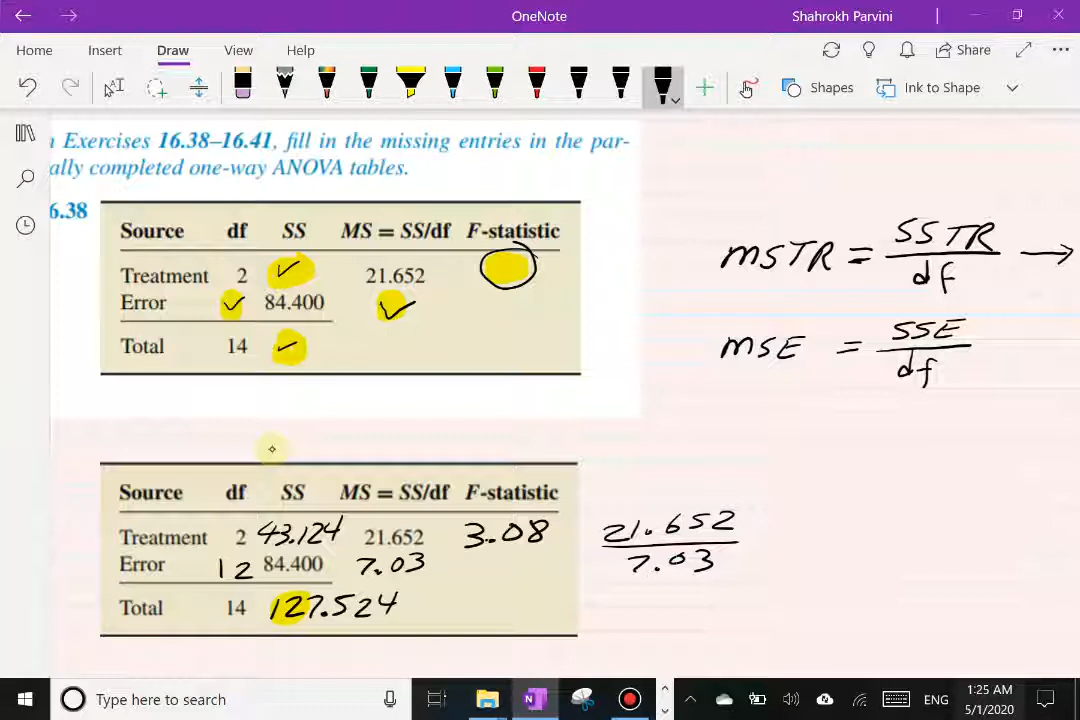 OneNote
Shahrokh Parvini
Home Insert Draw View Help
Share
Shapes
Ink to Shape
n Exercises 16.38–16.41, fill in the missing entries in the par-
ally completed one-way ANOVA tables.
6.38
Source df SS MS = SS/df F-statistic
Treatment 2 21.652
Error 84.400
Total 14
MSTR = SSTR / df →
MSE = SSE / df
Source df SS MS = SS/df F-statistic
Treatment 2 43.124 21.652 3.08
Error 12 84.400 7.03
Total 14 127.524
21.652
7.03
Type here to search
ENG
1:25 AM
5/1/2020